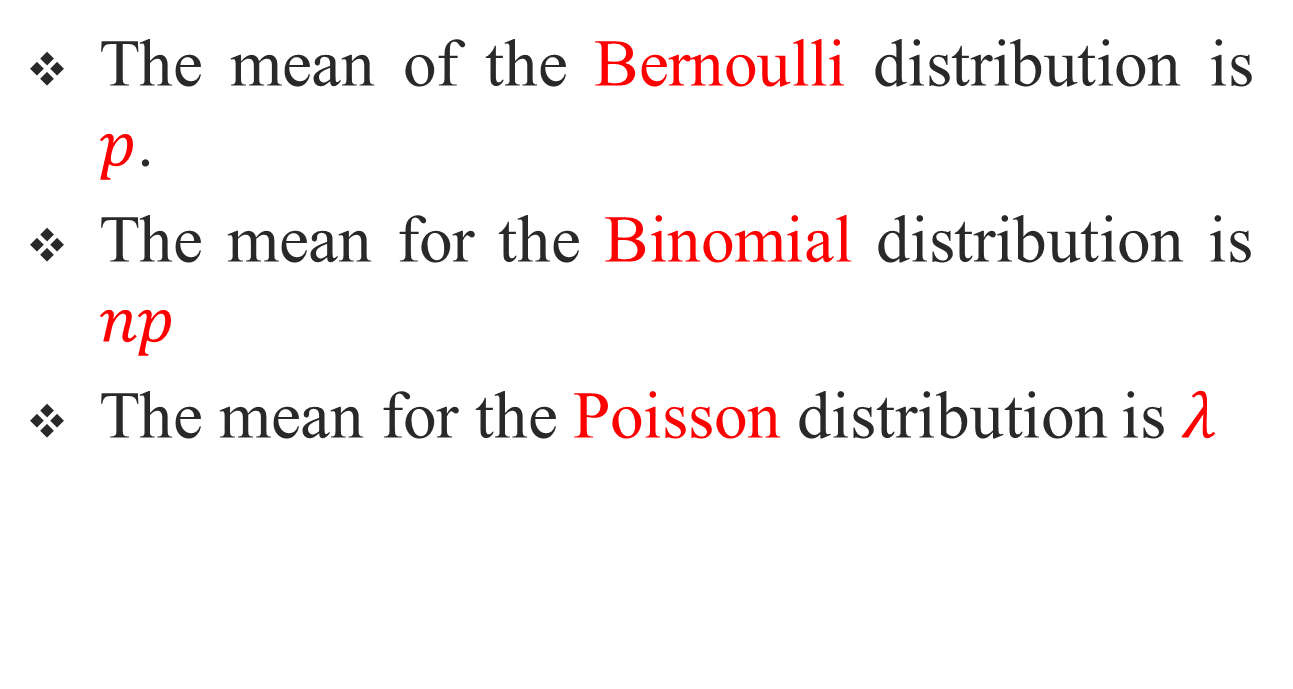 ❖ The mean of the Bernoulli distribution is
p.
❖ The mean for the Binomial distribution is
np
❖ The mean for the Poisson distribution is λ